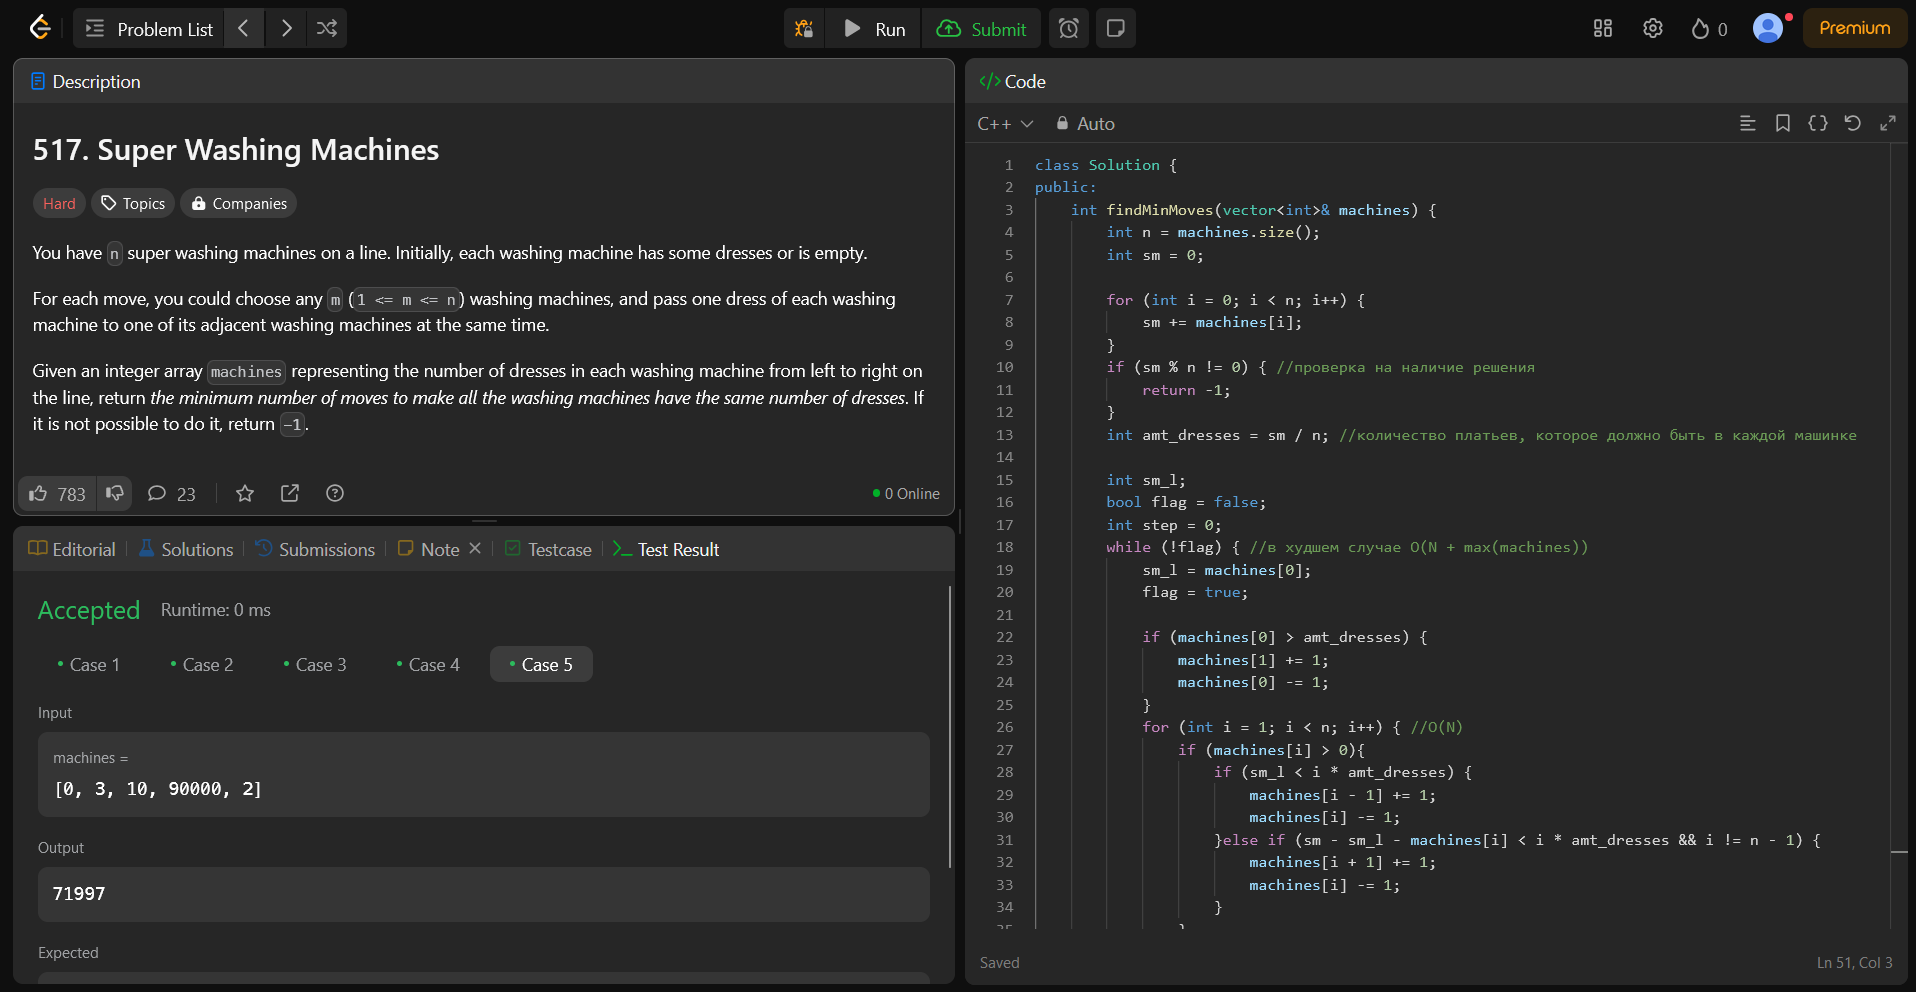 Problem List
Run
Submit
0
Premium
Description
517. Super Washing Machines
Hard
Topics
Companies
You have n super washing machines on a line. Initially, each washing machine has some dresses or is empty.
For each move, you could choose any m (1 <= m <= n) washing machines, and pass one dress of each washing
machine to one of its adjacent washing machines at the same time.
Given an integer array machines representing the number of dresses in each washing machine from left to right on
the line, return the minimum number of moves to make all the washing machines have the same number of dresses. If
it is not possible to do it, return -1.
783
23
0 Online
Editorial
Solutions
Submissions
Note
Testcase
Test Result
Accepted
Runtime: 0 ms
Case 1
Case 2
Case 3
Case 4
Case 5
Input
machines =
[0, 3, 10, 90000, 2]
Output
71997
Expected
</> Code
C++
Auto
1 class Solution {
2 public:
3 int findMinMoves(vector<int>& machines) {
4 int n = machines.size();
5 int sm = 0;
6
7 for (int i = 0; i < n; i++) {
8 sm += machines[i];
9 }
10 if (sm % n != 0) { //проверка на наличие решения
11 return -1;
12 }
13 int amt_dresses = sm / n; //количество платьев, которое должно быть в каждой машинке
14
15 int sm_l;
16 bool flag = false;
17 int step = 0;
18 while (!flag) { //в худшем случае O(N + max(machines))
19 sm_l = machines[0];
20 flag = true;
21
22 if (machines[0] > amt_dresses) {
23 machines[1] += 1;
24 machines[0] -= 1;
25 }
26 for (int i = 1; i < n; i++) { //O(N)
27 if (machines[i] > 0){
28 if (sm_l < i * amt_dresses) {
29 machines[i - 1] += 1;
30 machines[i] -= 1;
31 }else if (sm - sm_l - machines[i] < i * amt_dresses && i != n - 1) {
32 machines[i + 1] += 1;
33 machines[i] -= 1;
34 }
Saved
Ln 51, Col 3